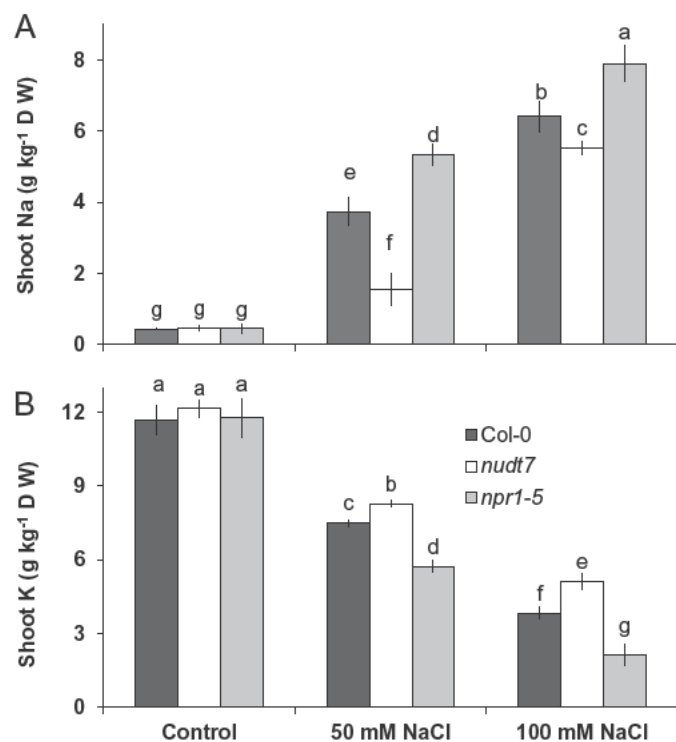 A
Shoot Na (g kg⁻¹ D W)
8
6
4
2
0
g
g
g
e
f
d
b
c
a
B
Shoot K (g kg⁻¹ D W)
12
9
6
3
0
a
a
a
c
b
d
f
e
g
Col-0
nudt7
npr1-5
Control
50 mM NaCl
100 mM NaCl